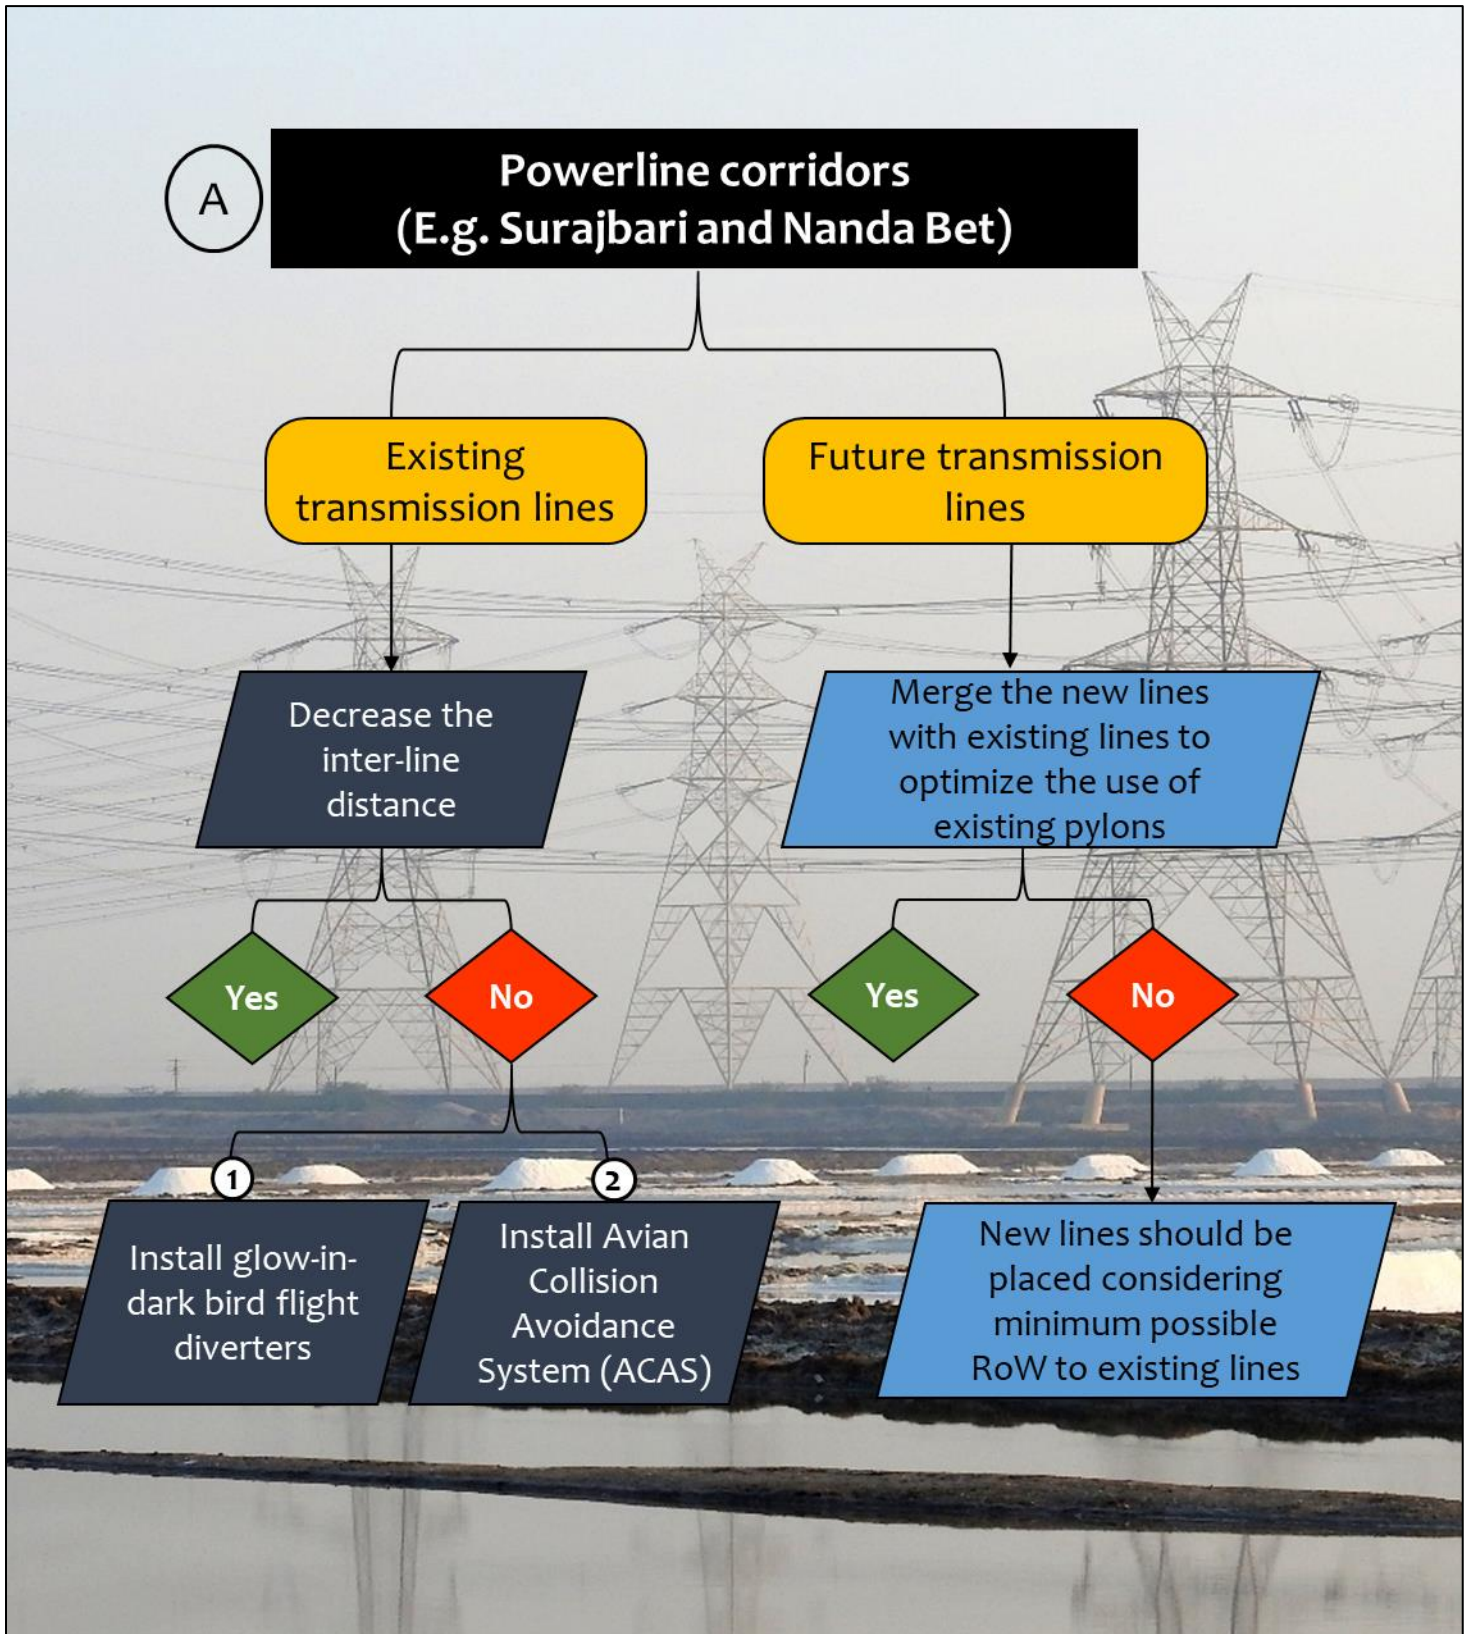 A
Powerline corridors
(E.g. Surajbari and Nanda Bet)
Existing
transmission lines
Future transmission
lines
Decrease the
inter-line
distance
Merge the new lines
with existing lines to
optimize the use of
existing pylons
Yes
No
Yes
No
1
2
Install glow-in-
dark bird flight
diverters
Install Avian
Collision
Avoidance
System (ACAS)
New lines should be
placed considering
minimum possible
RoW to existing lines